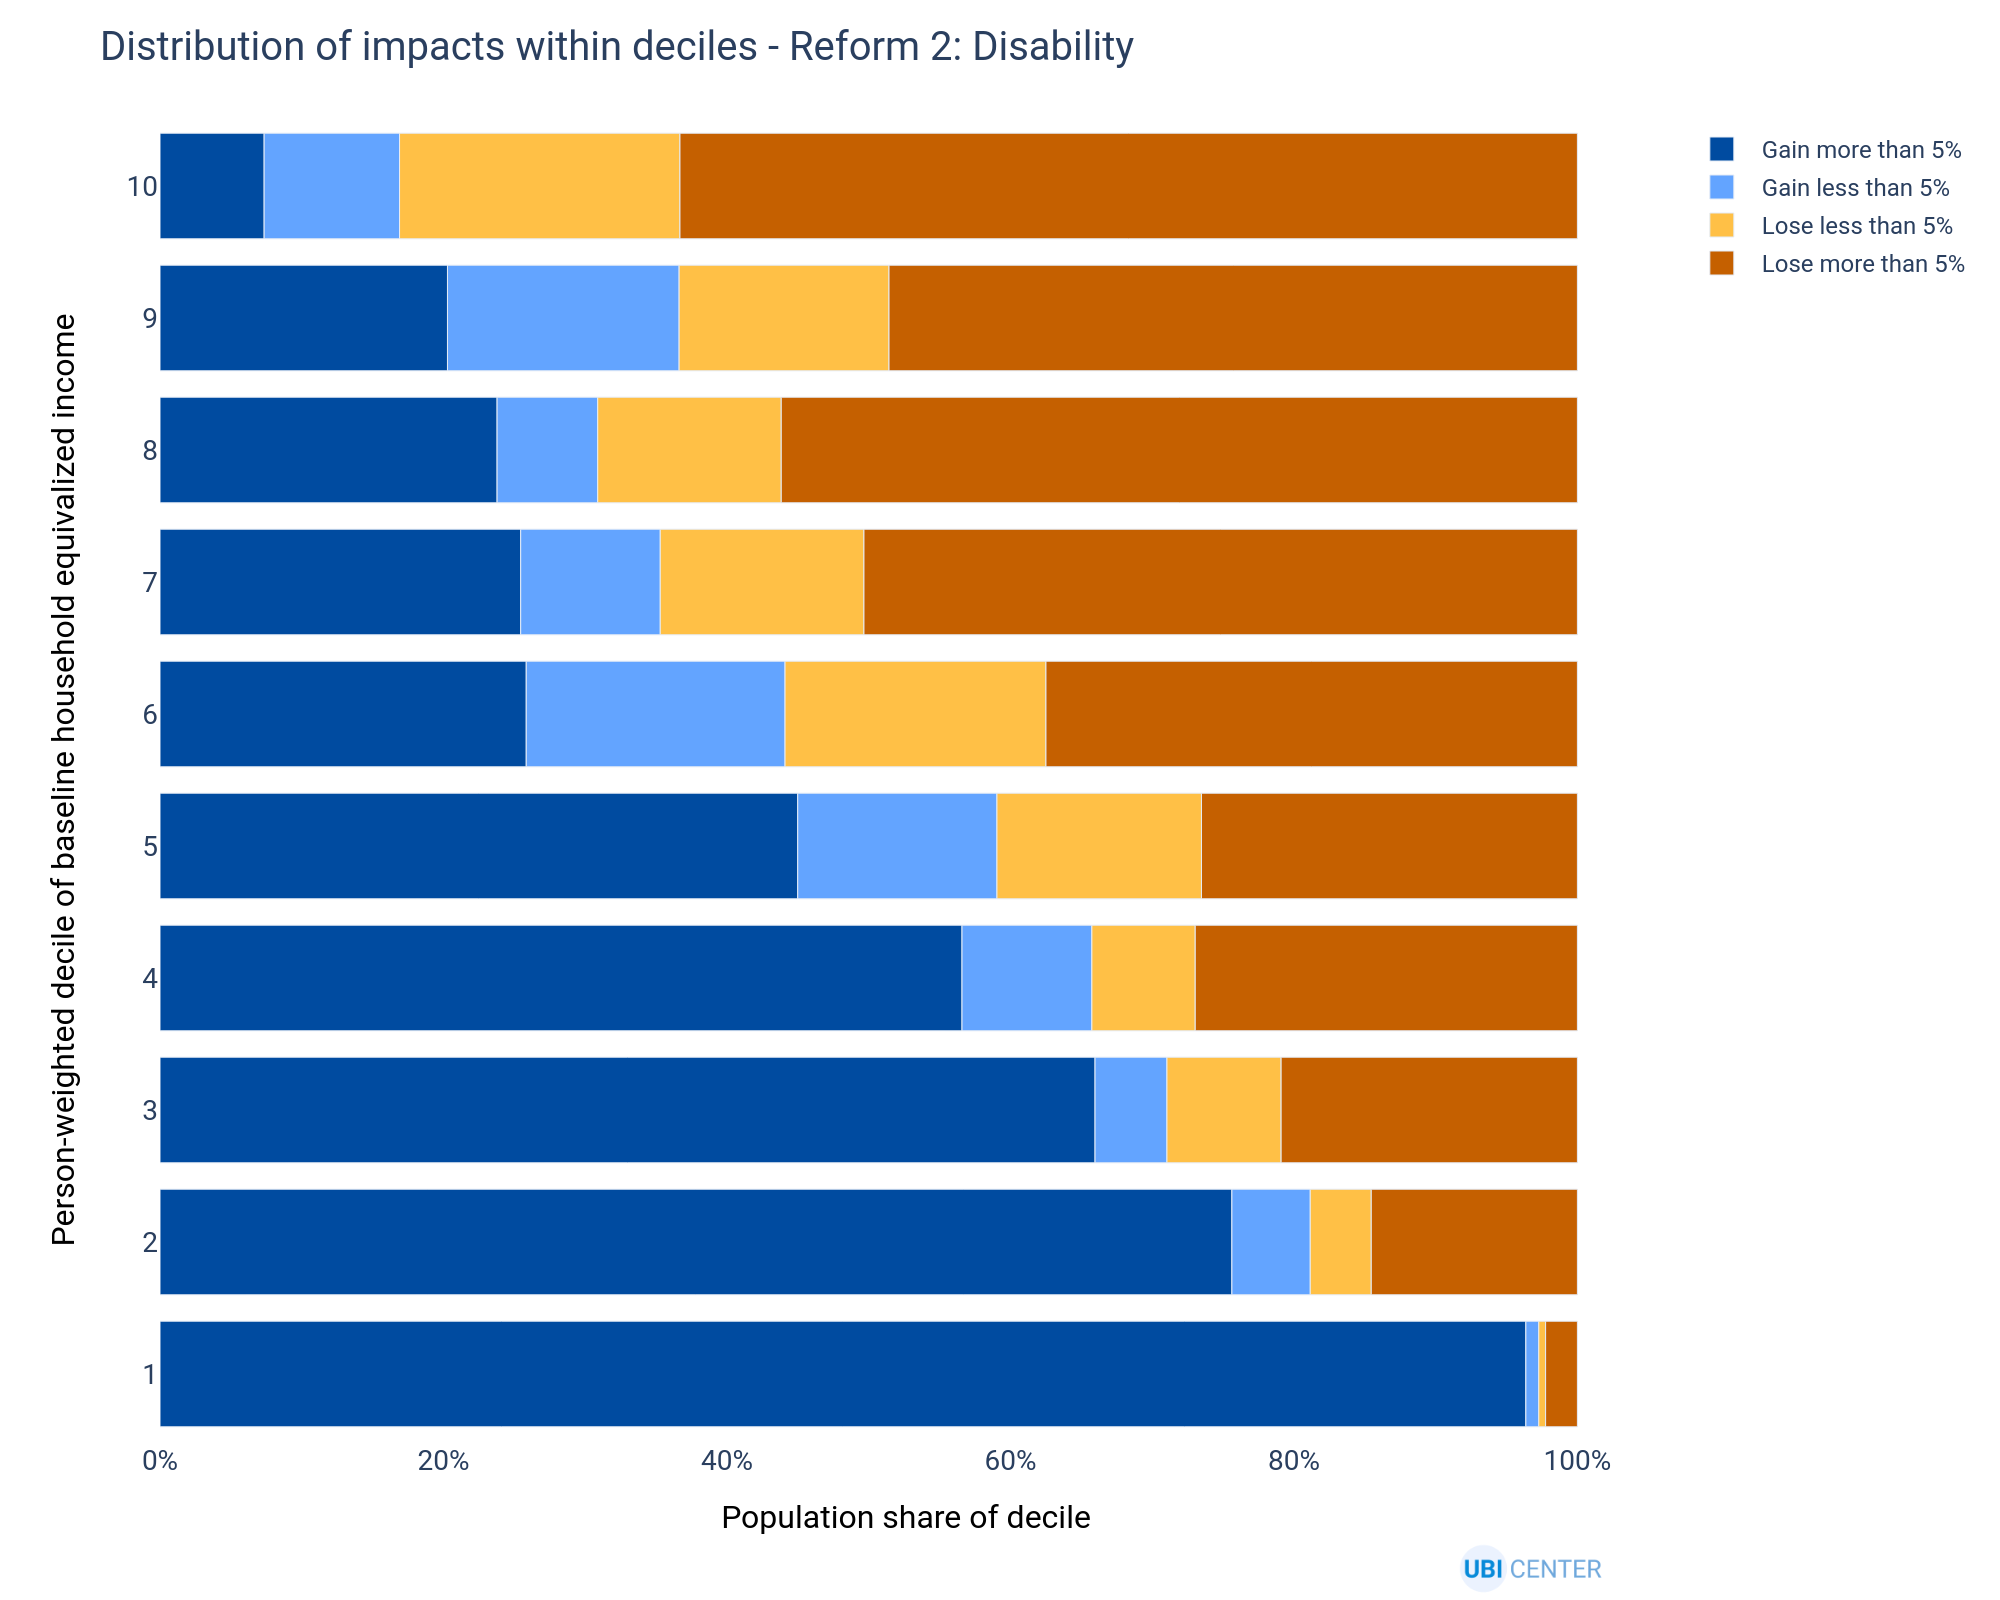 Distribution of impacts within deciles - Reform 2: Disability
Gain more than 5%
Gain less than 5%
Lose less than 5%
Lose more than 5%
Person-weighted decile of baseline household equivalized income
10
9
8
7
6
5
4
3
2
1
0% 20% 40% 60% 80% 100%
Population share of decile
UBI CENTER